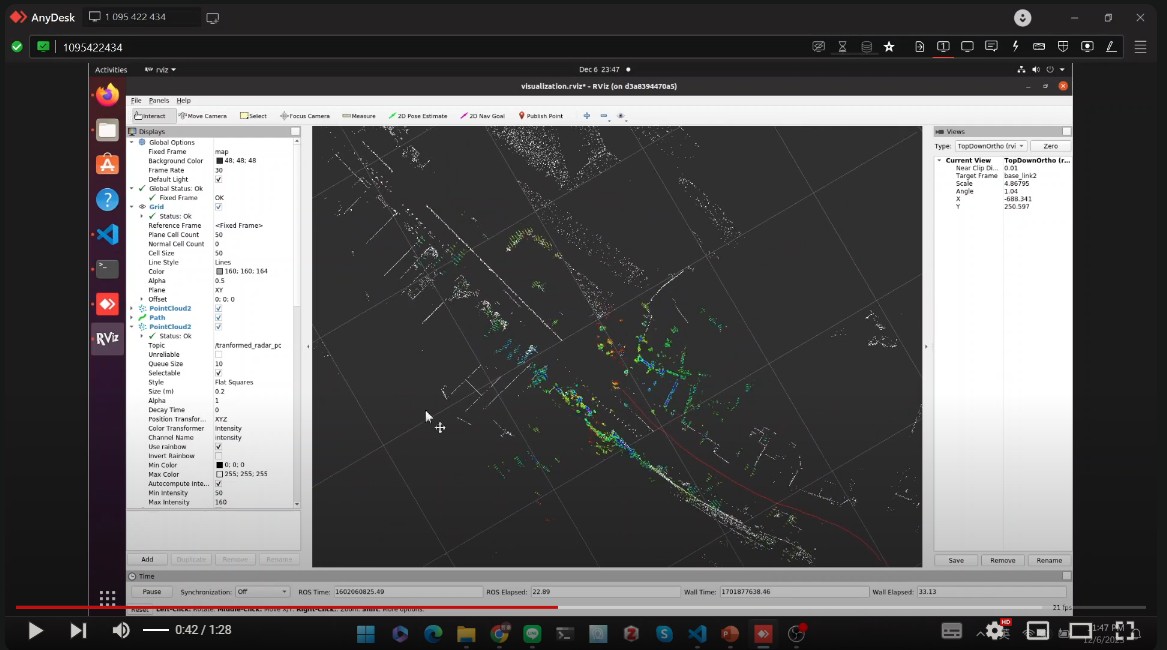 AnyDesk 1 095 422 434
1095422434
Activities rviz Dec 6 23:47
visualization.rviz* - RViz (on d3a8394470a5)
File Panels Help
Interact Move Camera Select Focus Camera Measure 2D Pose Estimate 2D Nav Goal Publish Point
Displays
Global Options
Fixed Frame map
Background Color 48; 48; 48
Frame Rate 30
Default Light
Global Status: Ok
Fixed Frame OK
Grid
Status: Ok
Reference Frame <Fixed Frame>
Plane Cell Count 50
Normal Cell Count 0
Cell Size 50
Line Style Lines
Color 160; 160; 164
Alpha 0.5
Plane XY
Offset 0; 0; 0
PointCloud2
Path
PointCloud2
Status: Ok
Topic /tranformed_radar_pc
Unreliable
Queue Size 10
Selectable
Style Flat Squares
Size (m) 0.2
Alpha 1
Decay Time 0
Position Transfor... XYZ
Color Transformer Intensity
Channel Name intensity
Use rainbow
Invert Rainbow
Min Color 0; 0; 0
Max Color 255; 255; 255
Autocompute Inte...
Min Intensity 50
Max Intensity 160
Add Duplicate Remove Rename
Views
Type: TopDownOrtho (rvi Zero
Current View TopDownOrtho (r...
Near Clip Di... 0.01
Target Frame base_link2
Scale 4.86795
Angle 1.04
X -688.341
Y 250.597
Save Remove Rename
Time
Pause Synchronization: Off ROS Time: 1602060825.49 ROS Elapsed: 22.89 Wall Time: 1701877638.46 Wall Elapsed: 33.13
Reset Left-Click: Rotate. Middle-Click: Move X/Y. Right-Click: Zoom. Shift: More options. 21 fps
0:42 / 1:28
HD